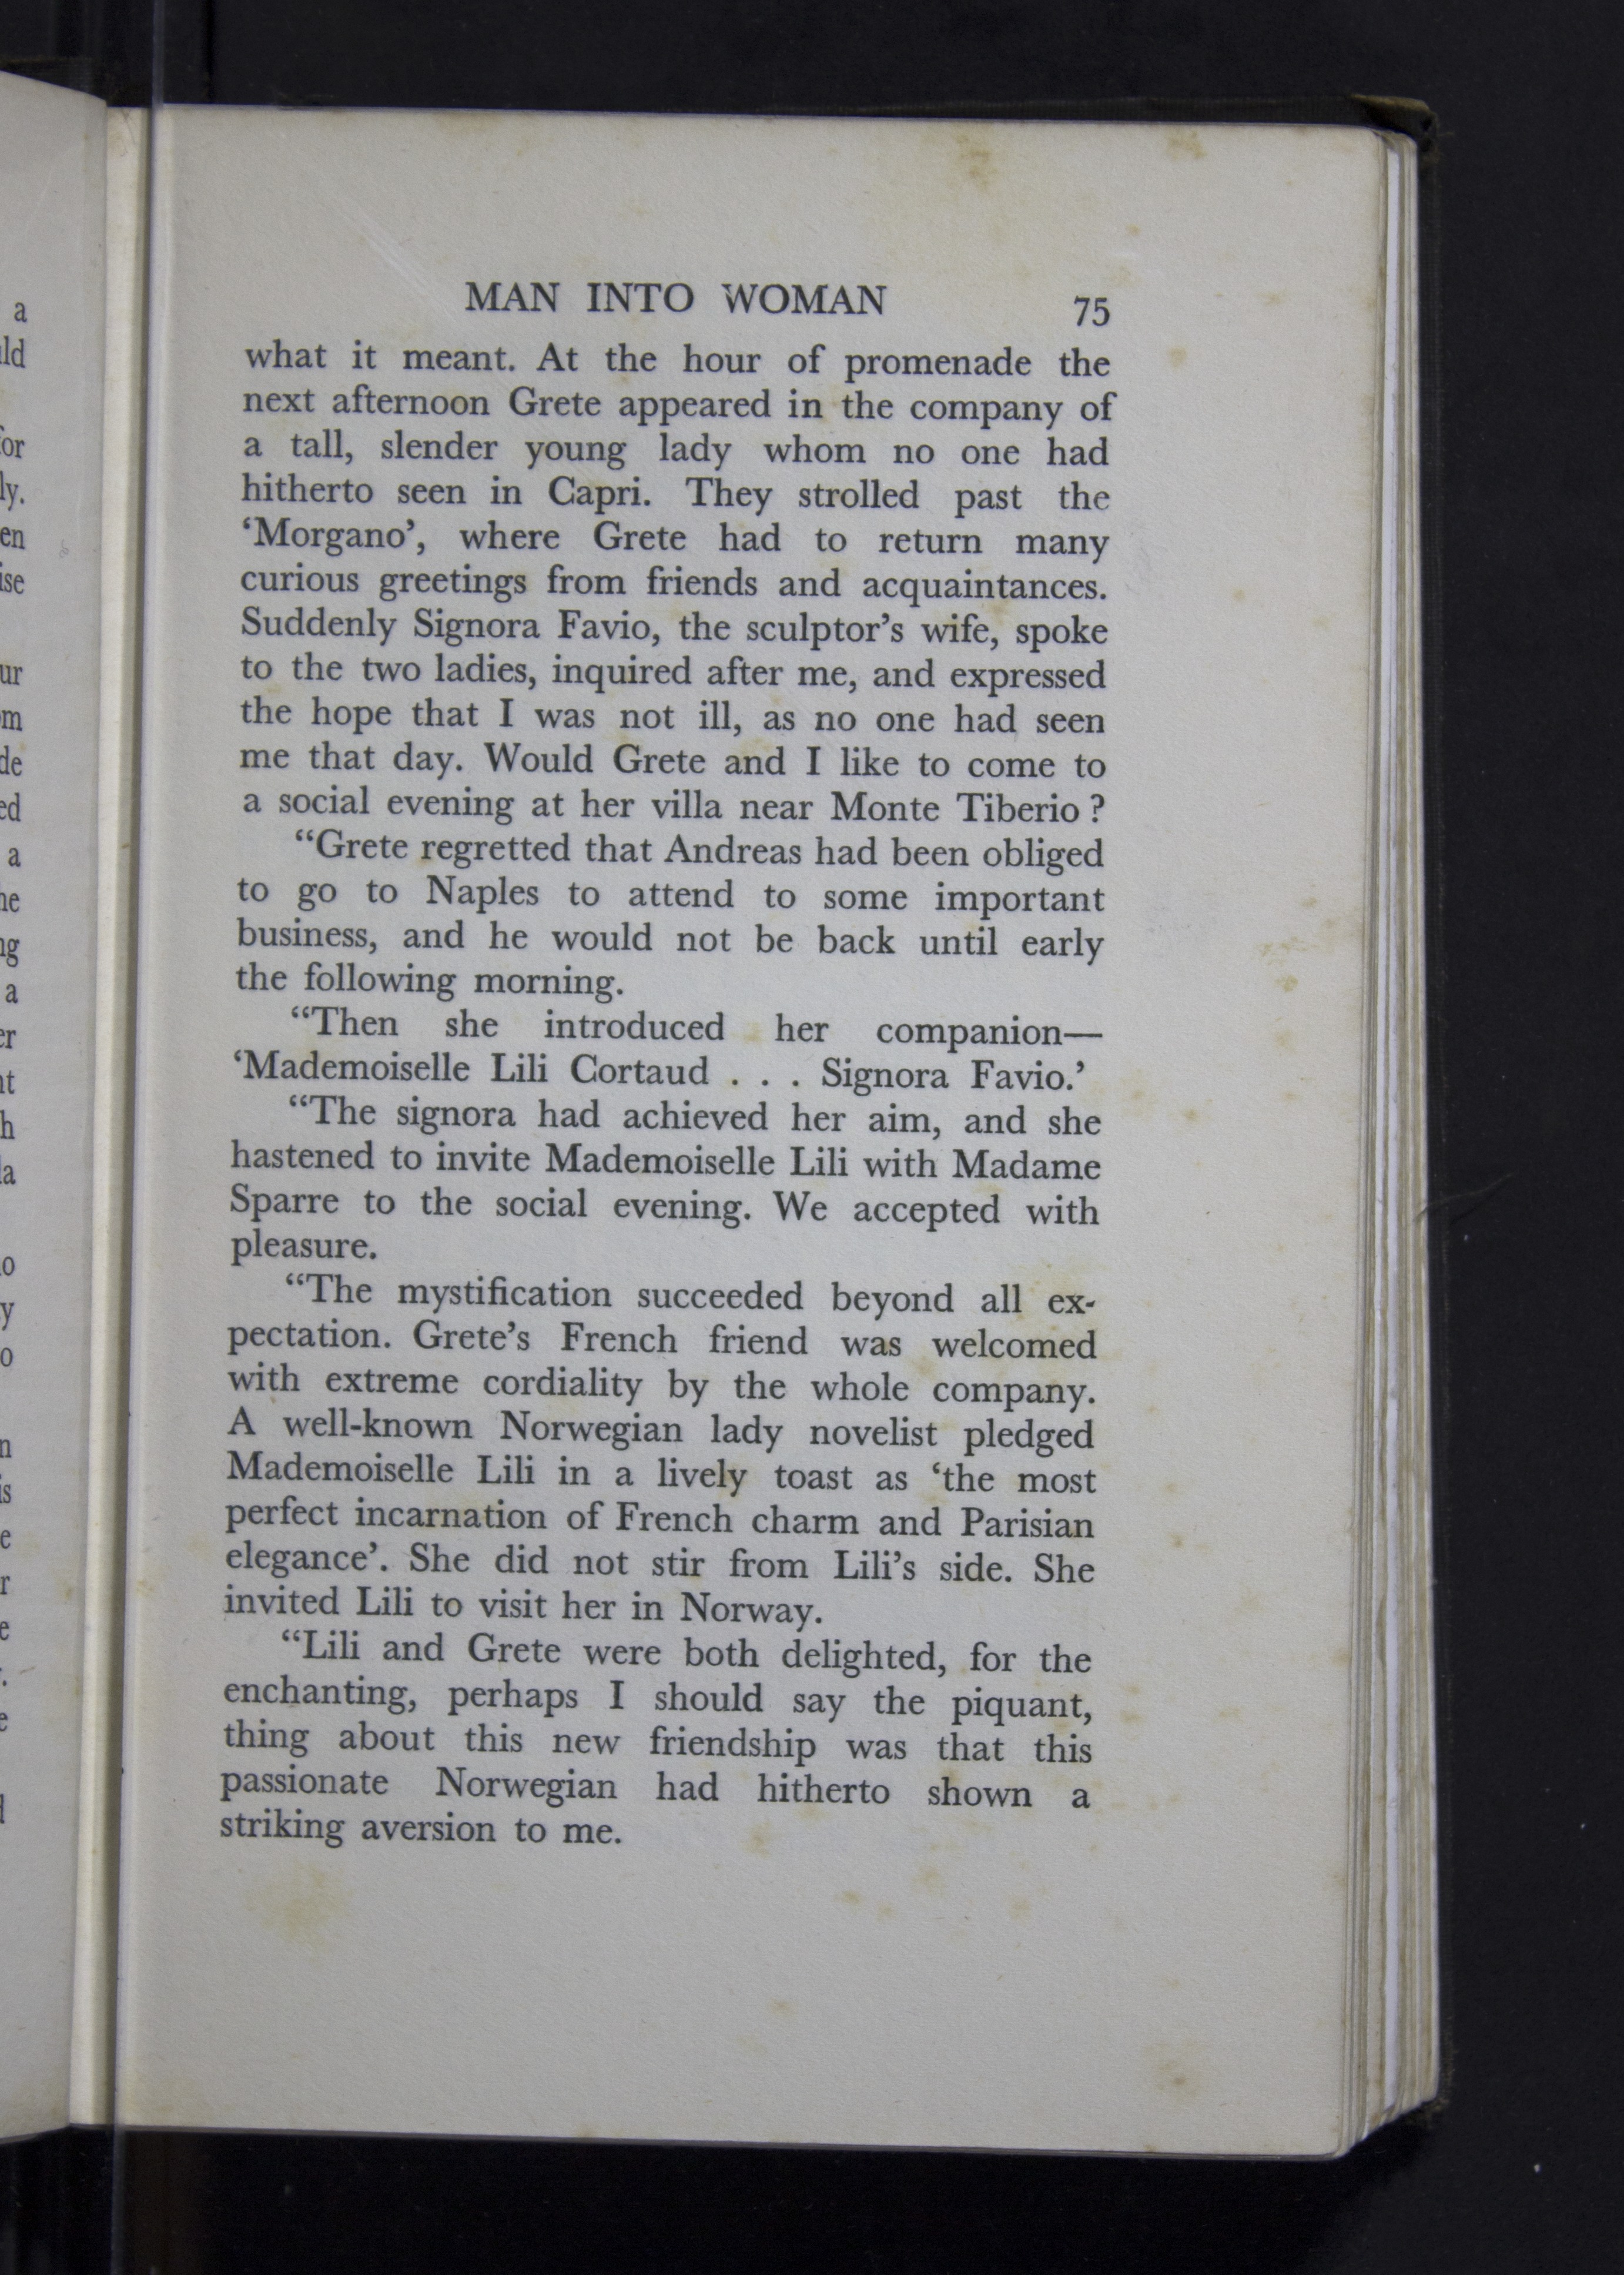 MAN INTO WOMAN 75
what it meant. At the hour of promenade the
next afternoon Grete appeared in the company of
a tall, slender young lady whom no one had
hitherto seen in Capri. They strolled past the
‘Morgano’, where Grete had to return many
curious greetings from friends and acquaintances.
Suddenly Signora Favio, the sculptor’s wife, spoke
to the two ladies, inquired after me, and expressed
the hope that I was not ill, as no one had seen
me that day. Would Grete and I like to come to
a social evening at her villa near Monte Tiberio ?
“Grete regretted that Andreas had been obliged
to go to Naples to attend to some important
business, and he would not be back until early
the following morning.
“Then she introduced her companion—
‘Mademoiselle Lili Cortaud . . . Signora Favio.’
“The signora had achieved her aim, and she
hastened to invite Mademoiselle Lili with Madame
Sparre to the social evening. We accepted with
pleasure.
“The mystification succeeded beyond all ex-
pectation. Grete’s French friend was welcomed
with extreme cordiality by the whole company.
A well-known Norwegian lady novelist pledged
Mademoiselle Lili in a lively toast as ‘the most
perfect incarnation of French charm and Parisian
elegance’. She did not stir from Lili’s side. She
invited Lili to visit her in Norway.
“Lili and Grete were both delighted, for the
enchanting, perhaps I should say the piquant,
thing about this new friendship was that this
passionate Norwegian had hitherto shown a
striking aversion to me.